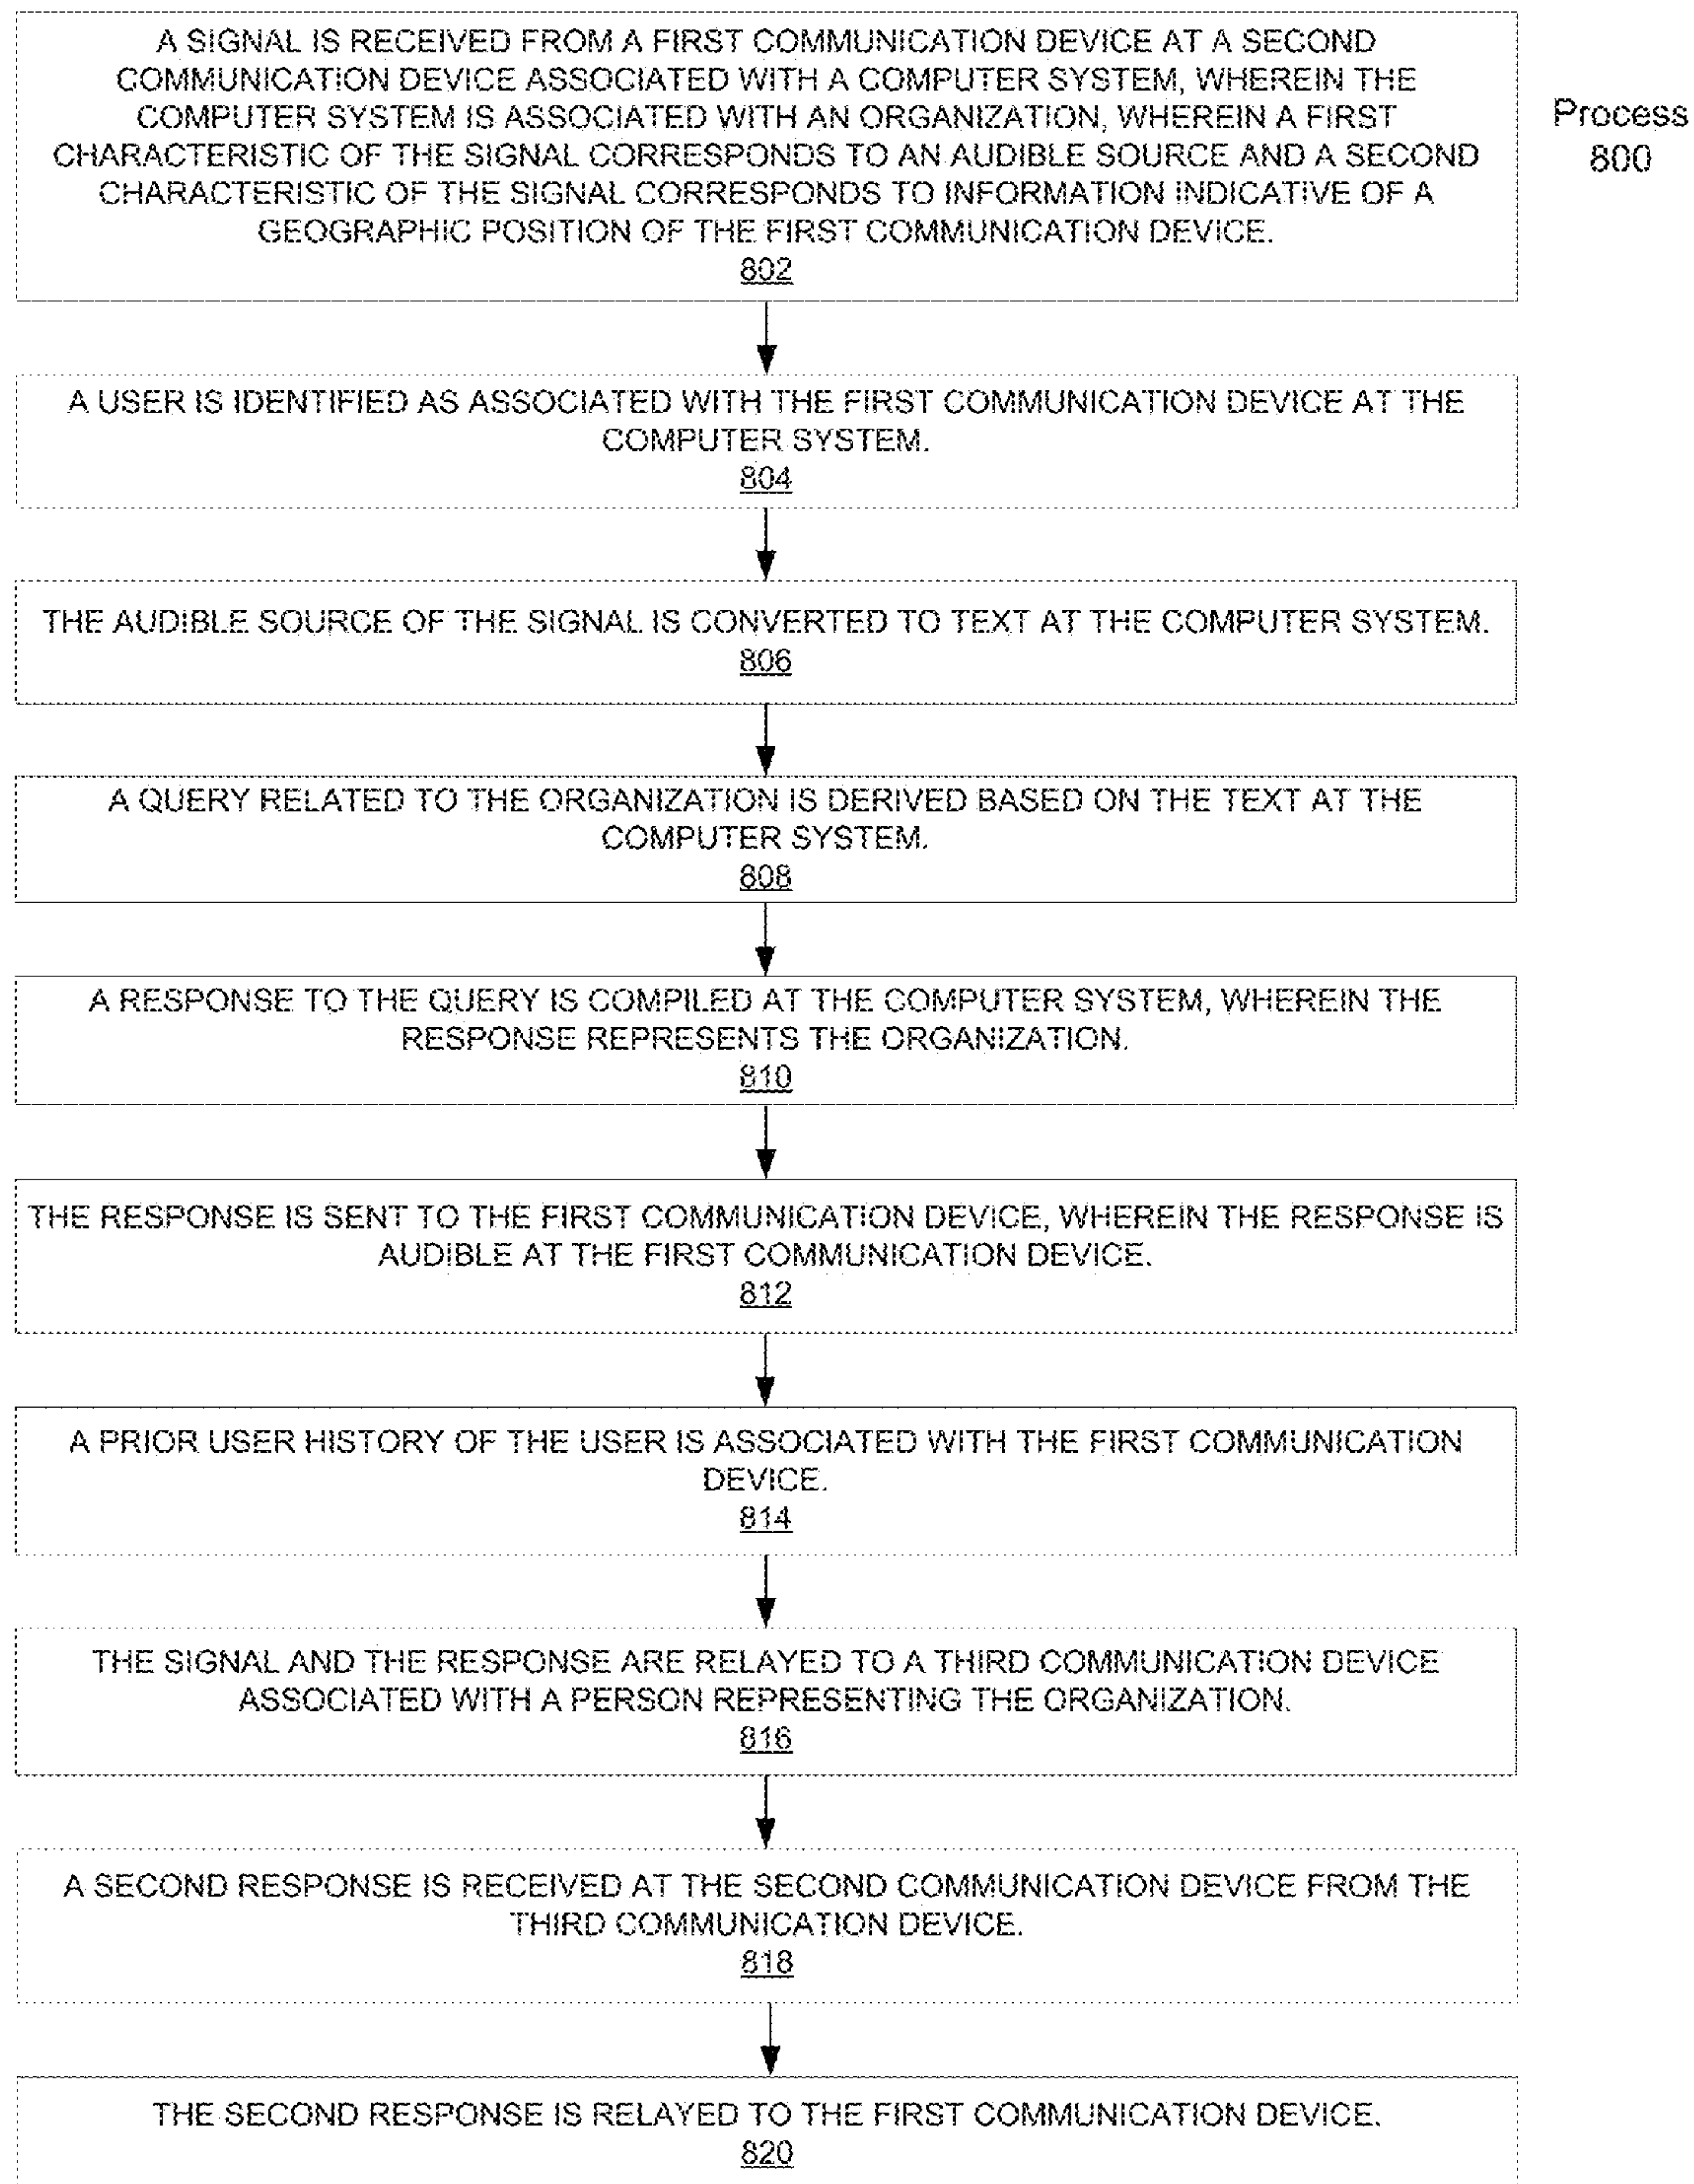 A SIGNAL IS RECEIVED FROM A FIRST COMMUNICATION DEVICE AT A SECOND
COMMUNICATION DEVICE ASSOCIATED WITH A COMPUTER SYSTEM, WHEREIN THE
COMPUTER SYSTEM IS ASSOCIATED WITH AN ORGANIZATION, WHEREIN A FIRST
CHARACTERISTIC OF THE SIGNAL CORRESPONDS TO AN AUDIBLE SOURCE AND A SECOND
CHARACTERISTIC OF THE SIGNAL CORRESPONDS TO INFORMATION INDICATIVE OF A
GEOGRAPHIC POSITION OF THE FIRST COMMUNICATION DEVICE.
802
Process
800
A USER IS IDENTIFIED AS ASSOCIATED WITH THE FIRST COMMUNICATION DEVICE AT THE
COMPUTER SYSTEM.
804
THE AUDIBLE SOURCE OF THE SIGNAL IS CONVERTED TO TEXT AT THE COMPUTER SYSTEM.
806
A QUERY RELATED TO THE ORGANIZATION IS DERIVED BASED ON THE TEXT AT THE
COMPUTER SYSTEM.
808
A RESPONSE TO THE QUERY IS COMPILED AT THE COMPUTER SYSTEM, WHEREIN THE
RESPONSE REPRESENTS THE ORGANIZATION.
810
THE RESPONSE IS SENT TO THE FIRST COMMUNICATION DEVICE, WHEREIN THE RESPONSE IS
AUDIBLE AT THE FIRST COMMUNICATION DEVICE.
812
A PRIOR USER HISTORY OF THE USER IS ASSOCIATED WITH THE FIRST COMMUNICATION
DEVICE.
814
THE SIGNAL AND THE RESPONSE ARE RELAYED TO A THIRD COMMUNICATION DEVICE
ASSOCIATED WITH A PERSON REPRESENTING THE ORGANIZATION.
816
A SECOND RESPONSE IS RECEIVED AT THE SECOND COMMUNICATION DEVICE FROM THE
THIRD COMMUNICATION DEVICE.
818
THE SECOND RESPONSE IS RELAYED TO THE FIRST COMMUNICATION DEVICE.
820